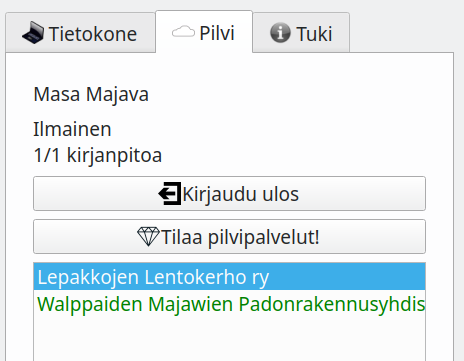 Tietokone
Pilvi
Tuki
Masa Majava
Ilmainen
1/1 kirjanpitoa
Kirjaudu ulos
Tilaa pilvipalvelut!
Lepakkojen Lentokerho ry
Walppaiden Majawien Padonrakennusyhdis